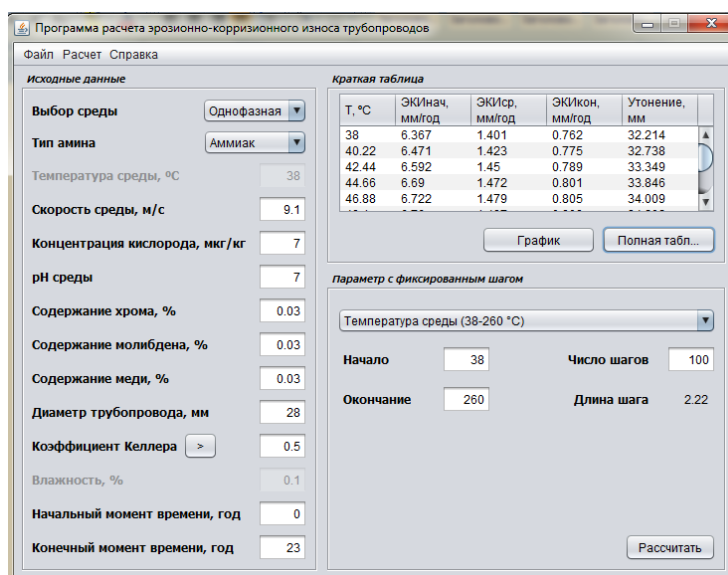 Программа расчета эрозионно-корризионного износа трубопроводов
Файл Расчет Справка
Исходные данные
Выбор среды Однофазная
Тип амина Аммиак
Температура среды, ºC 38
Скорость среды, м/с 9.1
Концентрация кислорода, мкг/кг 7
pH среды 7
Содержание хрома, % 0.03
Содержание молибдена, % 0.03
Содержание меди, % 0.03
Диаметр трубопровода, мм 28
Коэффициент Келлера > 0.5
Влажность, % 0.1
Начальный момент времени, год 0
Конечный момент времени, год 23
Краткая таблица
T, ºC ЭКИнач, мм/год ЭКИср, мм/год ЭКИкон, мм/год Утонение, мм
38 6.367 1.401 0.762 32.214
40.22 6.471 1.423 0.775 32.738
42.44 6.592 1.45 0.789 33.349
44.66 6.69 1.472 0.801 33.846
46.88 6.722 1.479 0.805 34.009
График Полная табл...
Параметр с фиксированным шагом
Температура среды (38-260 °C)
Начало 38 Число шагов 100
Окончание 260 Длина шага 2.22
Рассчитать